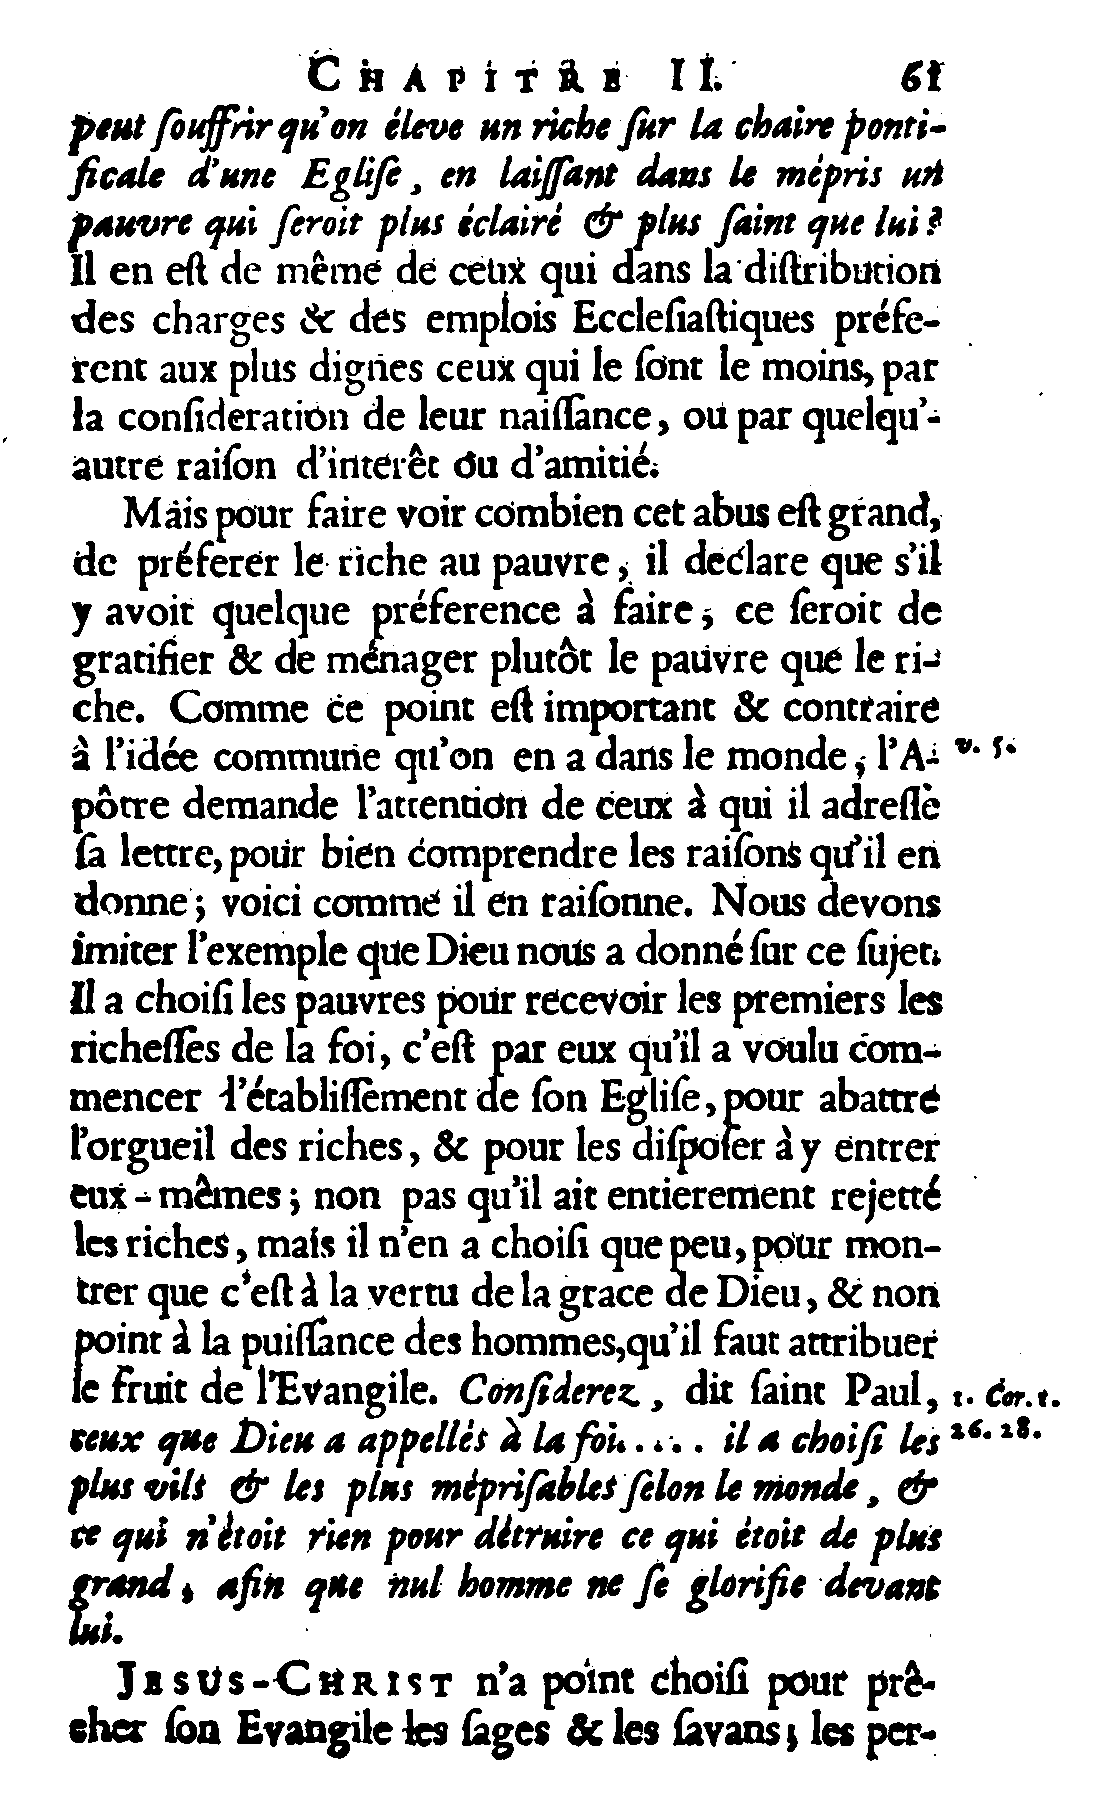 CHAPITRE II. 61
peut ſouffrir qu'on éleve un riche ſur la chaire ponti-
ficale d'une Egliſe, en laiſſant dans le mépris un
pauvre qui ſeroit plus éclairé & plus ſaint que lui?
Il en eſt de même de ceux qui dans la diſtribution
des charges & des emplois Eccleſiaſtiques préfe-
rent aux plus dignes ceux qui le ſont le moins, par
la conſideration de leur naiſſance, ou par quelqu'-
autre raiſon d'interêt ou d'amitié.
Mais pour faire voir combien cet abus eſt grand,
de préferer le riche au pauvre, il declare que s'il
y avoit quelque préference à faire, ce ſeroit de
gratifier & de ménager plutôt le pauvre que le ri-
che. Comme ce point eſt important & contraire
à l'idée commune qu'on en a dans le monde, l'A- v. 5.
pôtre demande l'attention de ceux à qui il adreſſe
ſa lettre, pour bien comprendre les raiſons qu'il en
donne; voici comme il en raiſonne. Nous devons
imiter l'exemple que Dieu nous a donné ſur ce ſujet.
Il a choiſi les pauvres pour recevoir les premiers les
richeſſes de la foi, c'eſt par eux qu'il a voulu com-
mencer l'établiſſement de ſon Egliſe, pour abattre
l'orgueil des riches, & pour les diſpoſer à y entrer
eux-mêmes; non pas qu'il ait entierement rejetté
les riches, mais il n'en a choiſi que peu, pour mon-
trer que c'eſt à la vertu de la grace de Dieu, & non
point à la puiſſance des hommes, qu'il faut attribuer
le fruit de l'Evangile. Conſiderez, dit ſaint Paul, 1. Cor. 1.
ceux que Dieu a appellés à la foi..... il a choiſi les 26. 28.
plus vils & les plus mépriſables ſelon le monde, &
ce qui n'étoit rien pour détruire ce qui étoit de plus
grand, afin que nul homme ne ſe glorifie devant
lui.
JESUS-CHRIST n'a point choiſi pour prê-
cher ſon Evangile les ſages & les ſavans; les per-